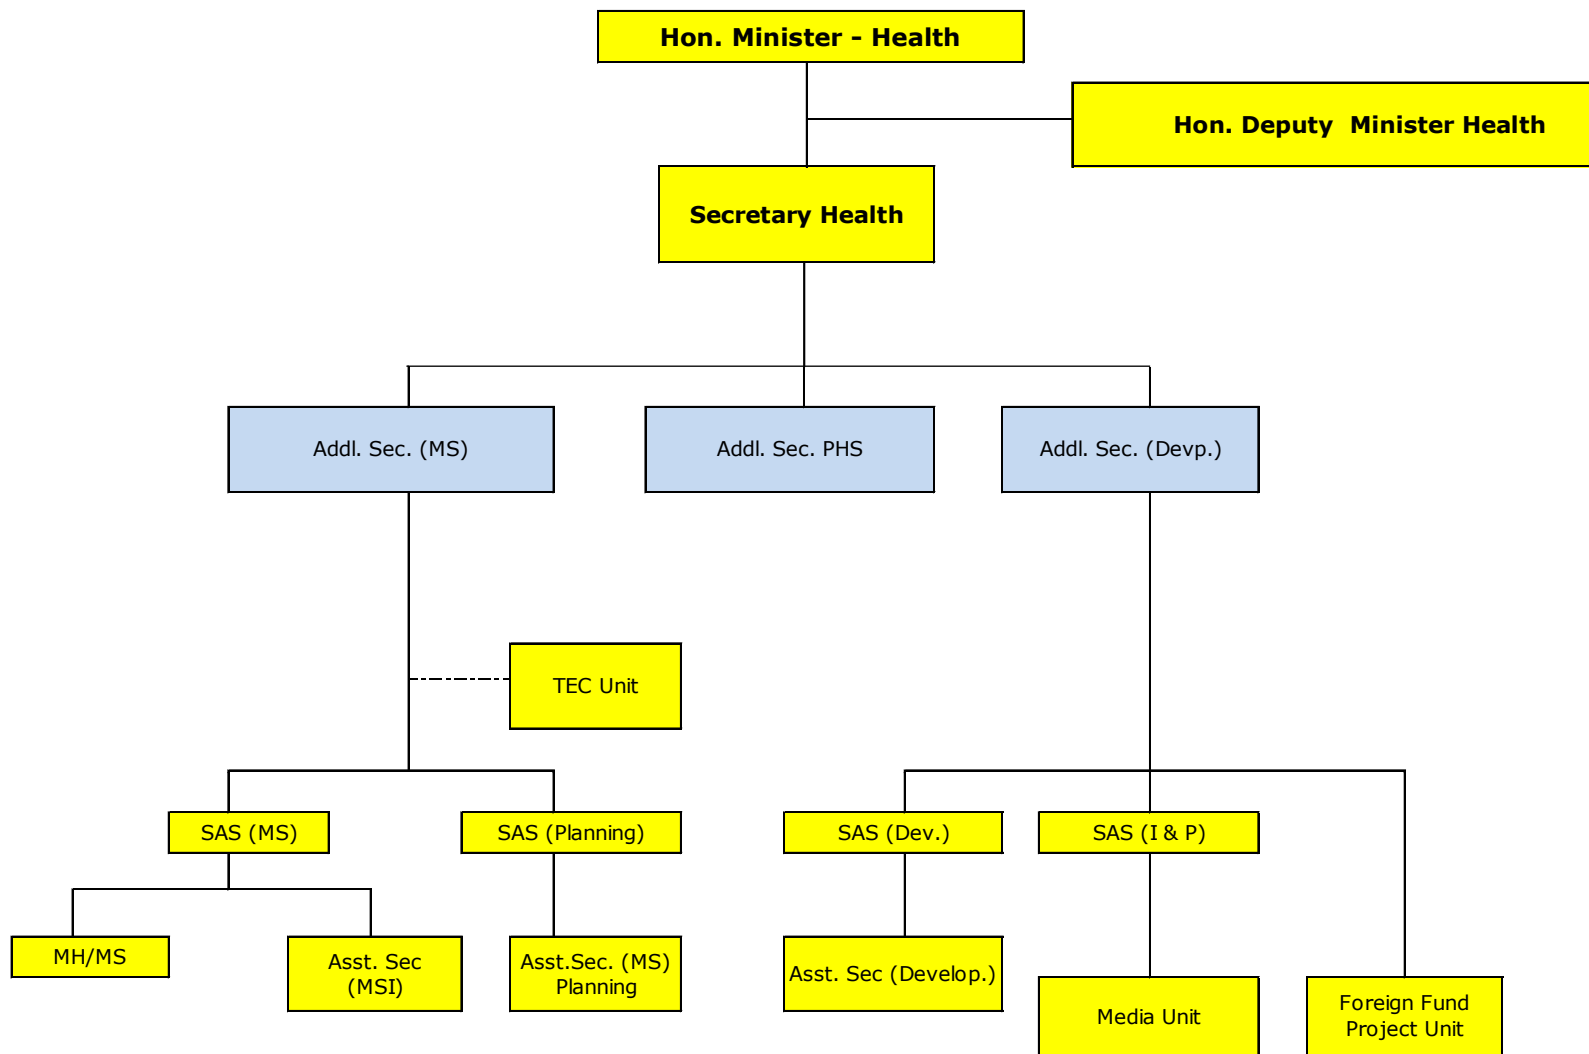 Hon. Minister - Health
Hon. Deputy  Minister Health
Secretary Health
Addl. Sec. (MS)
Addl. Sec. PHS
Addl. Sec. (Devp.)
TEC Unit
SAS (MS)
SAS (Planning)
SAS (Dev.)
SAS (I & P)
MH/MS
Asst. Sec
(MSI)
Asst.Sec. (MS)
Planning
Asst. Sec (Develop.)
Media Unit
Foreign Fund
Project Unit